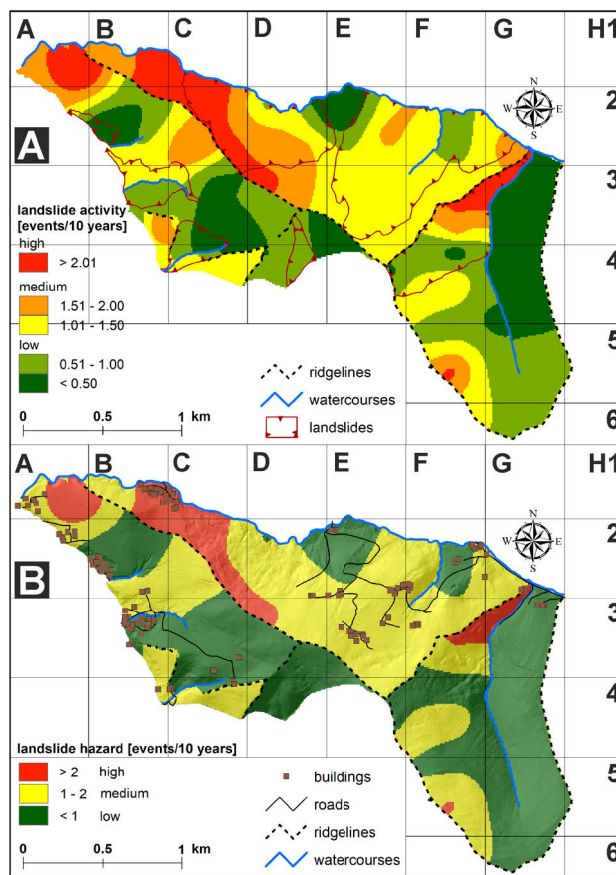 A B C D E F G H1
2
N
W E
S
A
3
landslide activity
[events/10 years]
high
> 2.01
medium
1.51 - 2.00
1.01 - 1.50
low
0.51 - 1.00
< 0.50
4
5
ridgelines
watercourses
landslides
0 0.5 1 km
6
A B C D E F G H1
2
N
W E
S
B
3
4
landslide hazard [events/10 years]
> 2 high
1 - 2 medium
< 1 low
5
buildings
roads
ridgelines
watercourses
0 0.5 1 km
6